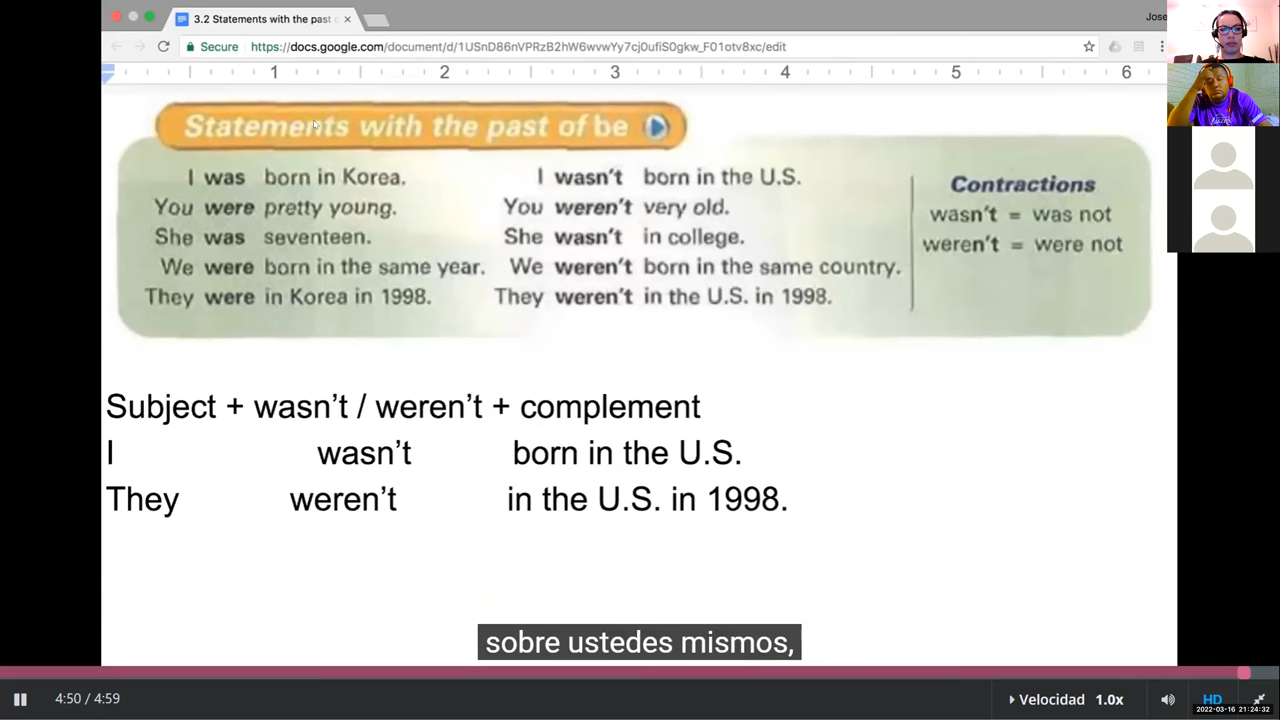 3.2 Statements with the past
Jose
Secure
https://docs.google.com/document/d/1USnD86nVPRzB2hW6wvwYy7cj0ufiS0gkw_F01otv8xc/edit
1 2 3 4 5 6
Statements with the past of be
I was born in Korea. I wasn't born in the U.S.
You were pretty young. You weren't very old.
She was seventeen. She wasn't in college.
We were born in the same year. We weren't born in the same country.
They were in Korea in 1998. They weren't in the U.S. in 1998.
Contractions
wasn't = was not
weren't = were not
Subject + wasn't / weren't + complement
I wasn't born in the U.S.
They weren't in the U.S. in 1998.
sobre ustedes mismos,
4:50 / 4:59
Velocidad 1.0x
HD
2022-03-16 21:24:32